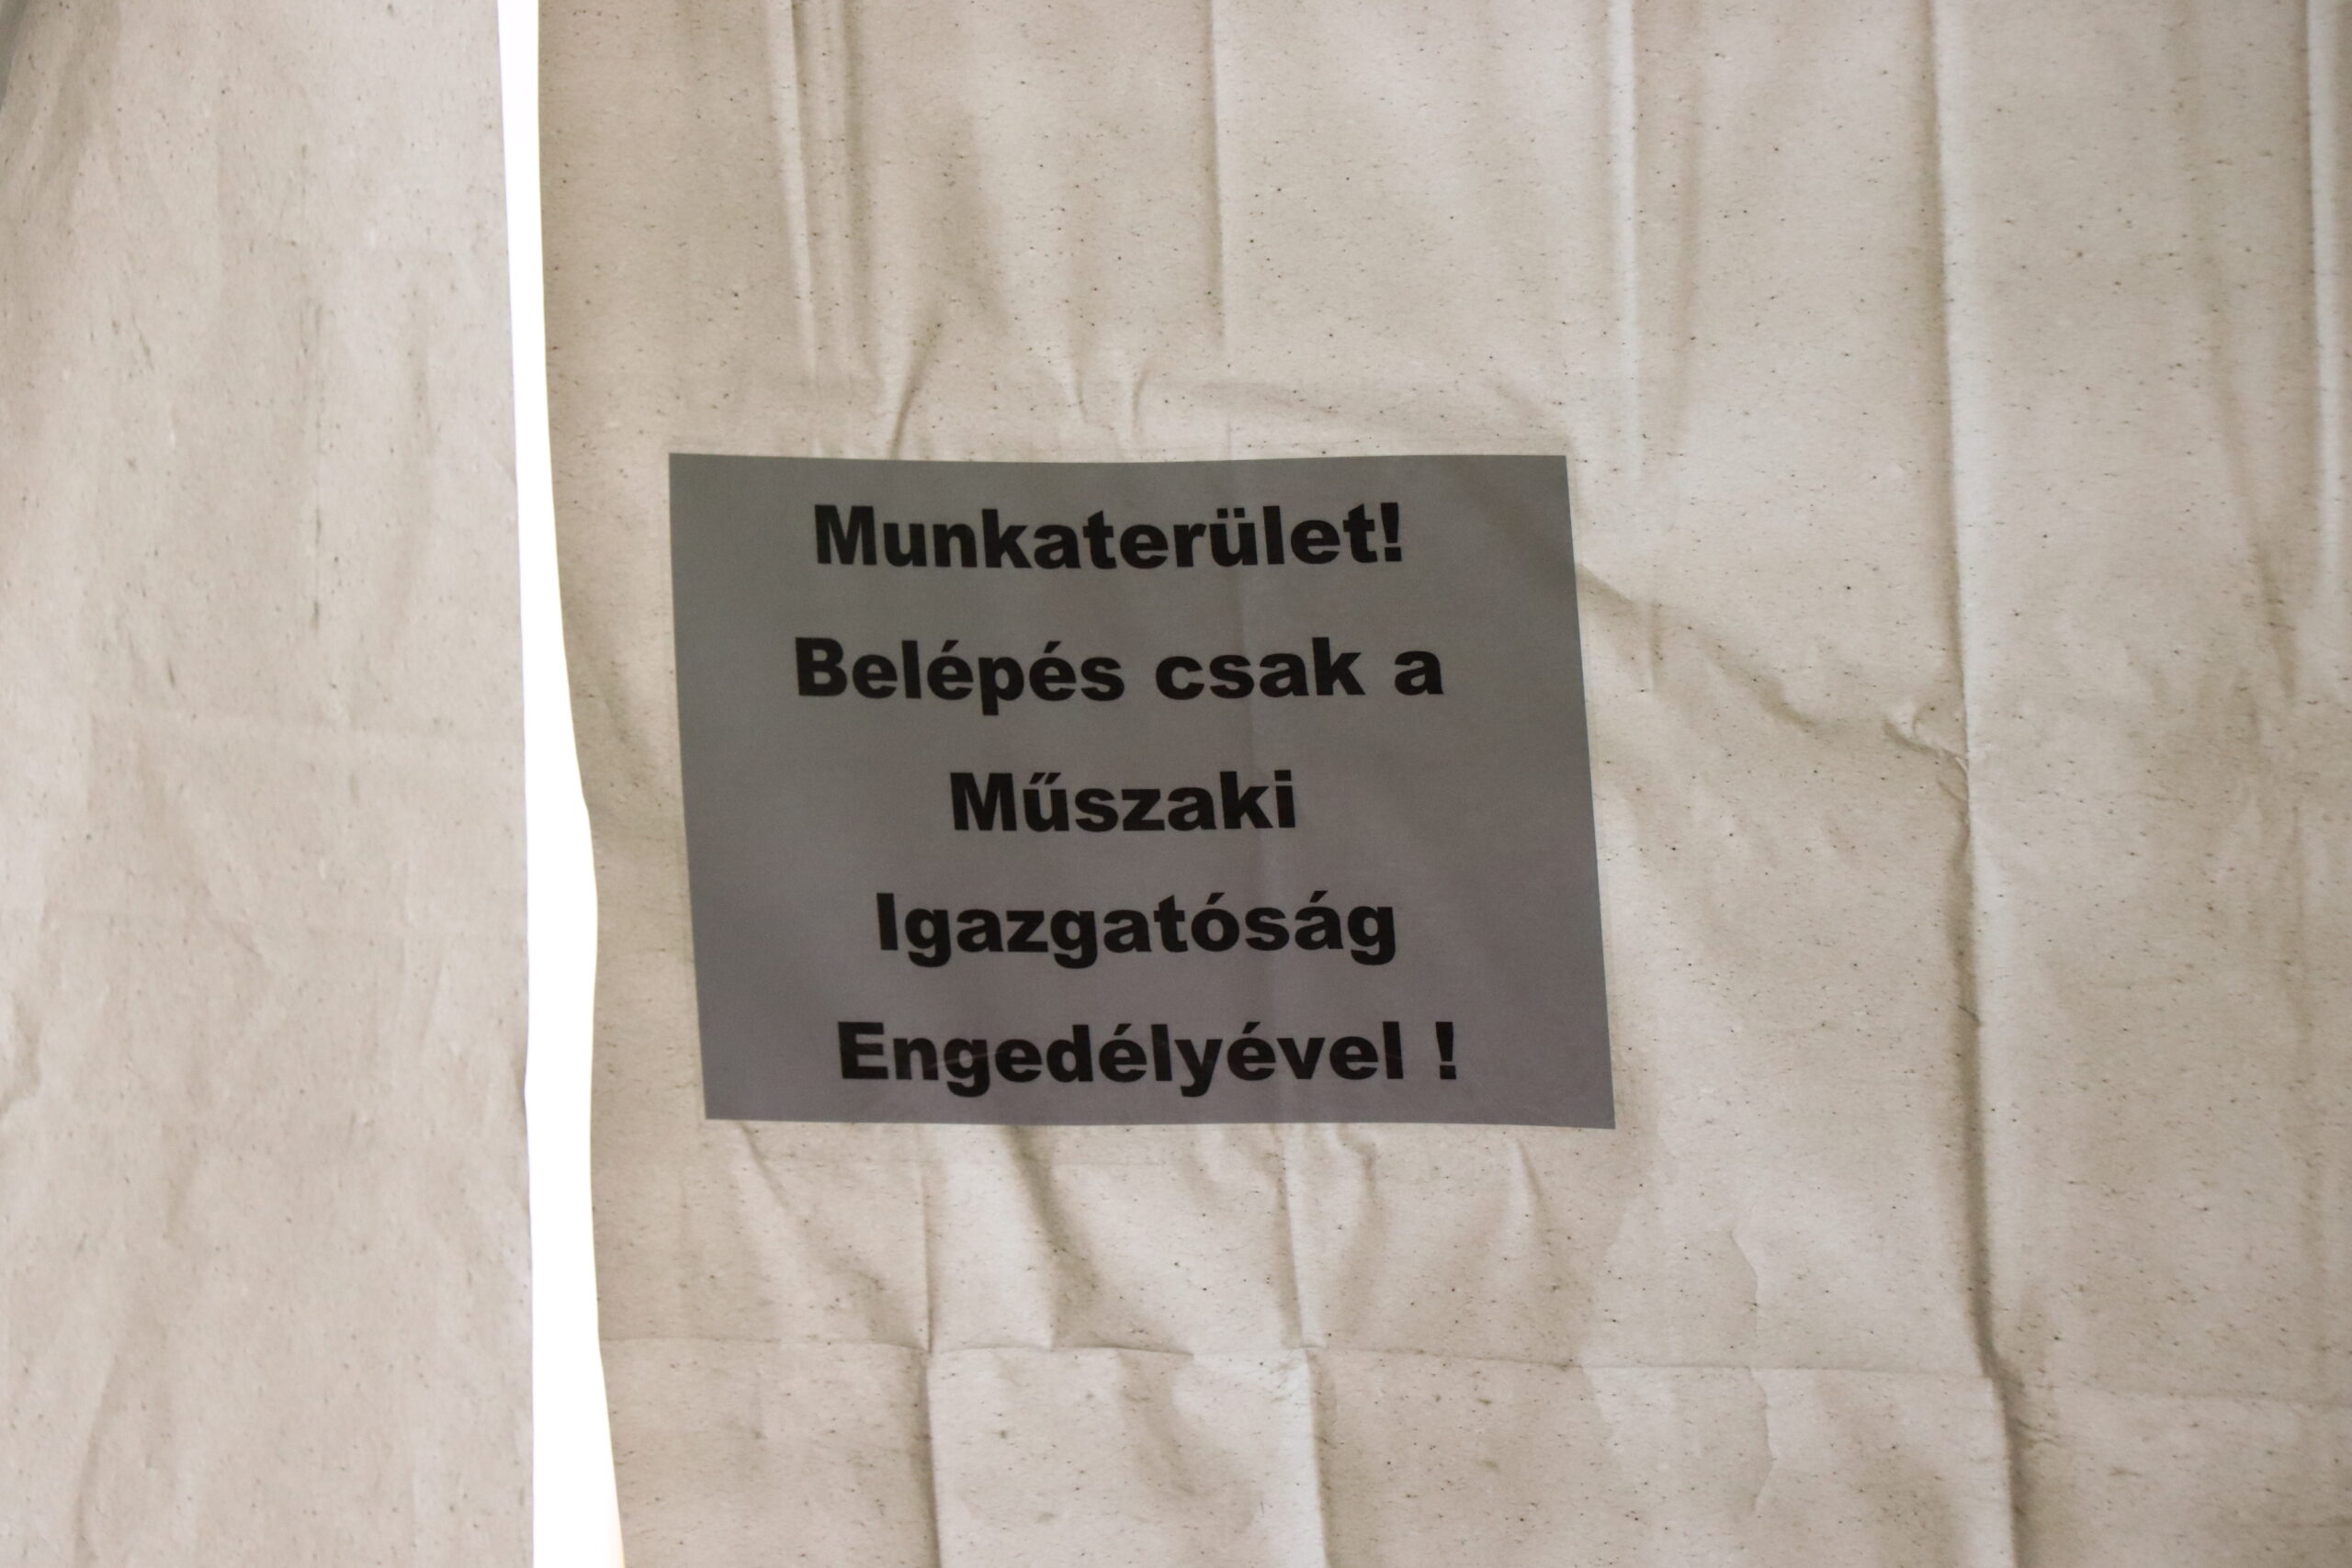 Munkaterület!
Belépés csak a
Műszaki
Igazgatóság
Engedélyével !